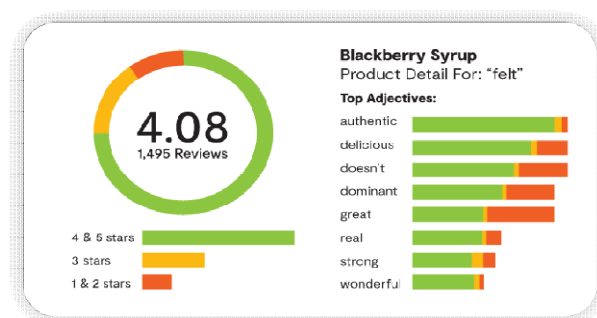 4.08
1,495 Reviews
4 & 5 stars
3 stars
1 & 2 stars
Blackberry Syrup
Product Detail For: “felt”
Top Adjectives:
authentic
delicious
doesn't
dominant
great
real
strong
wonderful